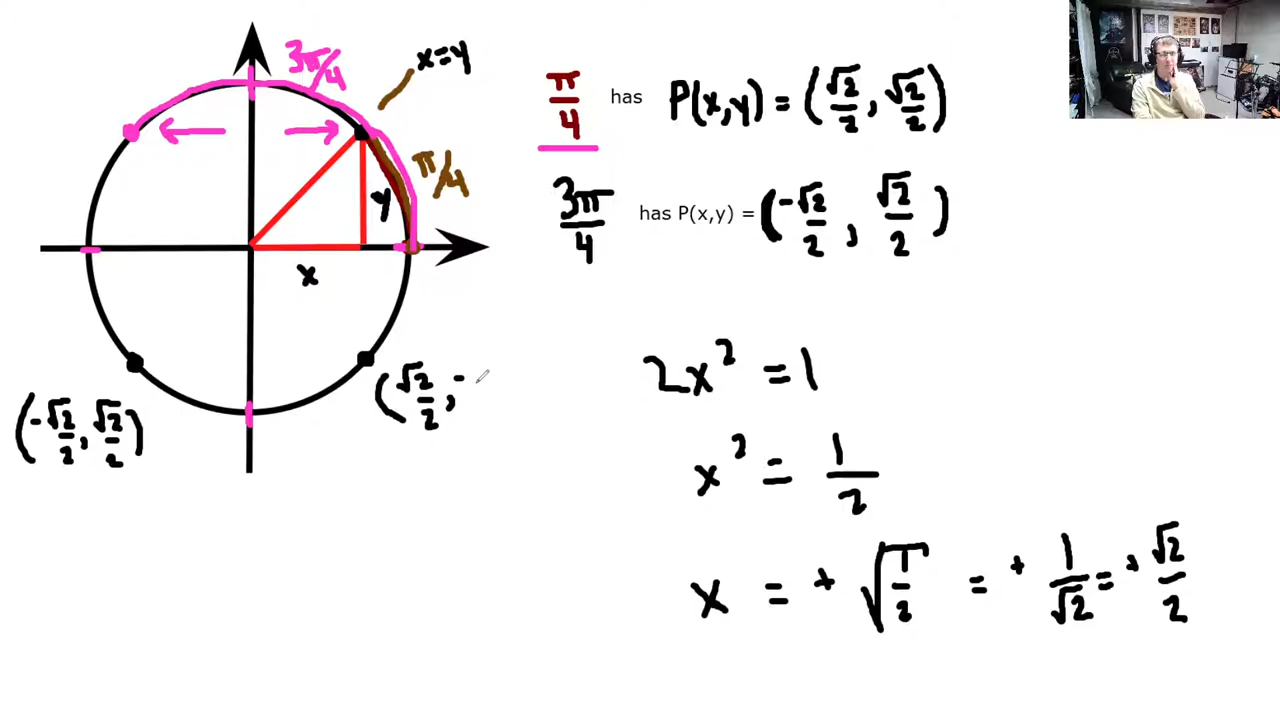 3π/4
x=y
π/4 has P(x,y) = (√2/2, √2/2)
π/4
y
3π/4 has P(x,y) = (-√2/2, √2/2)
x
2x² = 1
(√2/2, -
(-√2/2, √2/2)
x² = 1/2
x = + √(1/2) = + 1/√2 = + √2/2